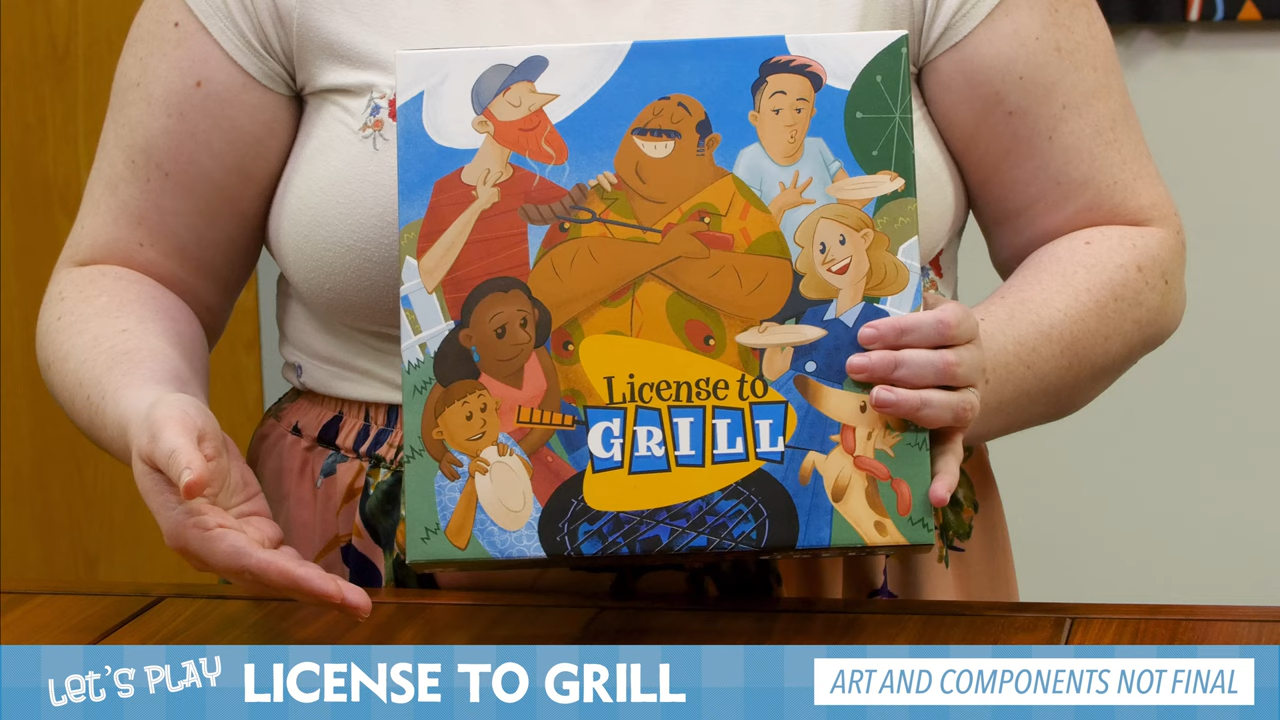 License to
GRILL
Let's PLAY
LICENSE TO GRILL
ART AND COMPONENTS NOT FINAL